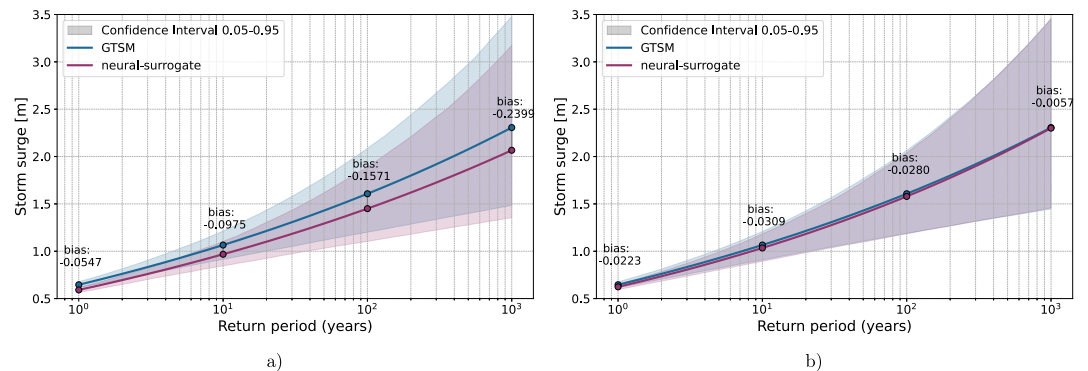 3.5
3.0
2.5
2.0
1.5
1.0
0.5
Storm surge [m]
Confidence Interval 0.05-0.95
GTSM
neural-surrogate
bias:
-0.0547
bias:
-0.0975
bias:
-0.1571
bias:
-0.2399
10⁰
10¹
10²
10³
Return period (years)
a)
3.5
3.0
2.5
2.0
1.5
1.0
0.5
Storm surge [m]
Confidence Interval 0.05-0.95
GTSM
neural-surrogate
bias:
-0.0223
bias:
-0.0309
bias:
-0.0280
bias:
-0.0057
10⁰
10¹
10²
10³
Return period (years)
b)